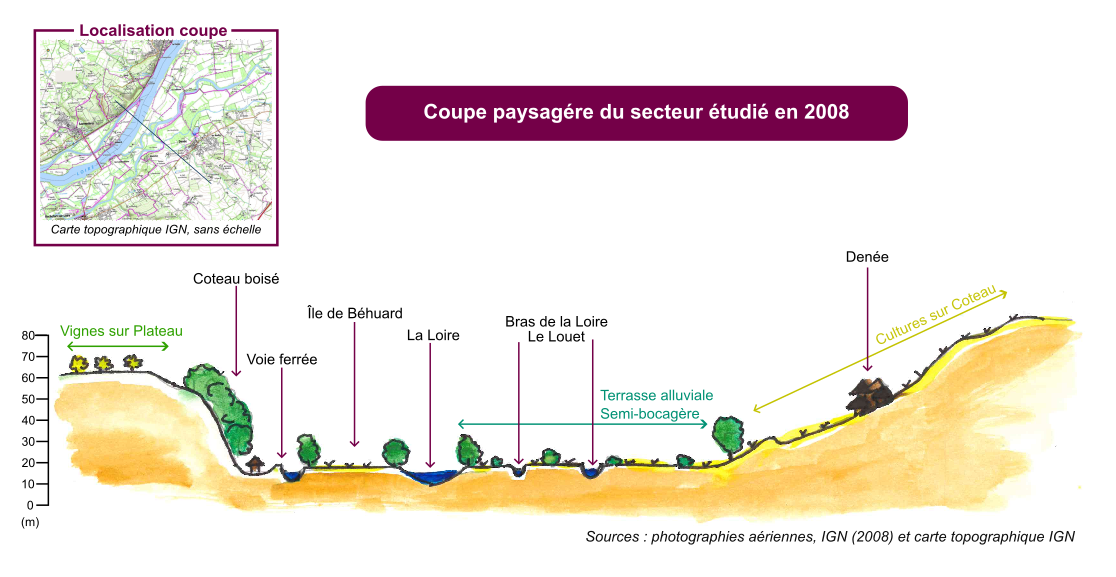 Localisation coupe
Carte topographique IGN, sans échelle
Coupe paysagére du secteur étudié en 2008
Coteau boisé
Vignes sur Plateau
Voie ferrée
Île de Béhuard
La Loire
Bras de la Loire
Le Louet
Terrasse alluviale
Semi-bocagère
Denée
Cultures sur Coteau
80
70
60
50
40
30
20
10
0
(m)
Sources : photographies aériennes, IGN (2008) et carte topographique IGN